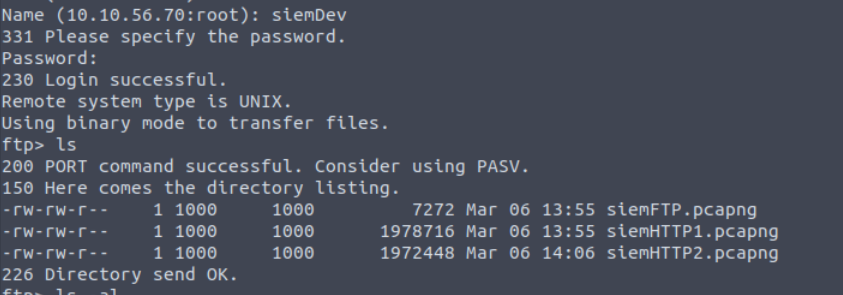 Name (10.10.56.70:root): siemDev
331 Please specify the password.
Password:
230 Login successful.
Remote system type is UNIX.
Using binary mode to transfer files.
ftp> ls
200 PORT command successful. Consider using PASV.
150 Here comes the directory listing.
-rw-rw-r-- 1 1000 1000 7272 Mar 06 13:55 siemFTP.pcapng
-rw-rw-r-- 1 1000 1000 1978716 Mar 06 13:55 siemHTTP1.pcapng
-rw-rw-r-- 1 1000 1000 1972448 Mar 06 14:06 siemHTTP2.pcapng
226 Directory send OK.
ftp> ls